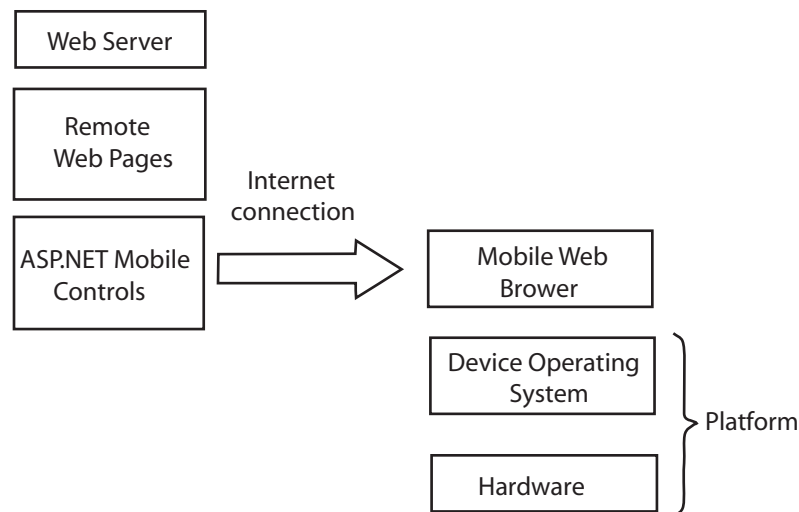 Web Server
Remote
Web Pages
ASP.NET Mobile
Controls
Internet
connection
Mobile Web
Brower
Device Operating
System
Platform
Hardware